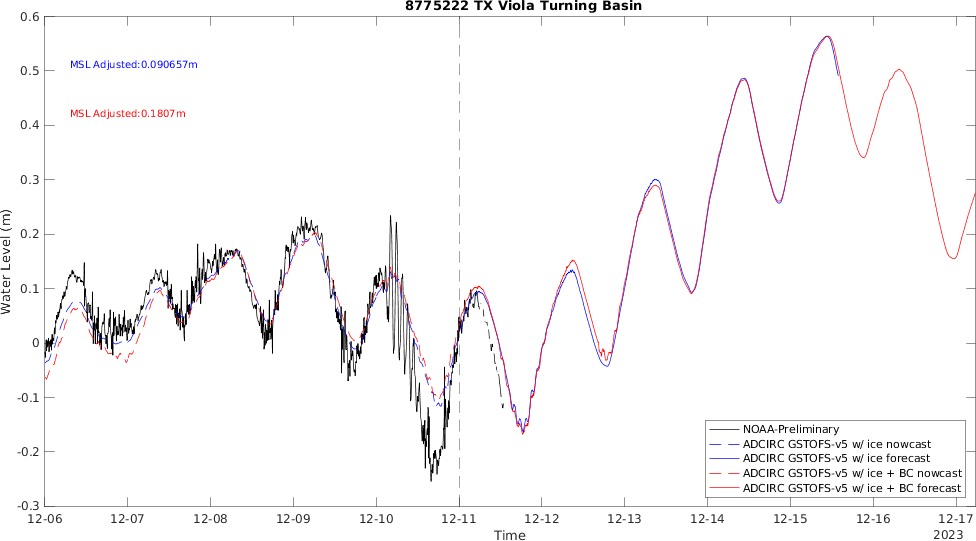 8775222 TX Viola Turning Basin
0.6
0.5
0.4
0.3
0.2
0.1
0
-0.1
-0.2
-0.3
Water Level (m)
MSL Adjusted:0.090657m
MSL Adjusted:0.1807m
NOAA-Preliminary
ADCIRC GSTOFS-v5 w/ ice nowcast
ADCIRC GSTOFS-v5 w/ ice forecast
ADCIRC GSTOFS-v5 w/ ice + BC nowcast
ADCIRC GSTOFS-v5 w/ ice + BC forecast
12-06 12-07 12-08 12-09 12-10 12-11 12-12 12-13 12-14 12-15 12-16 12-17
Time
2023